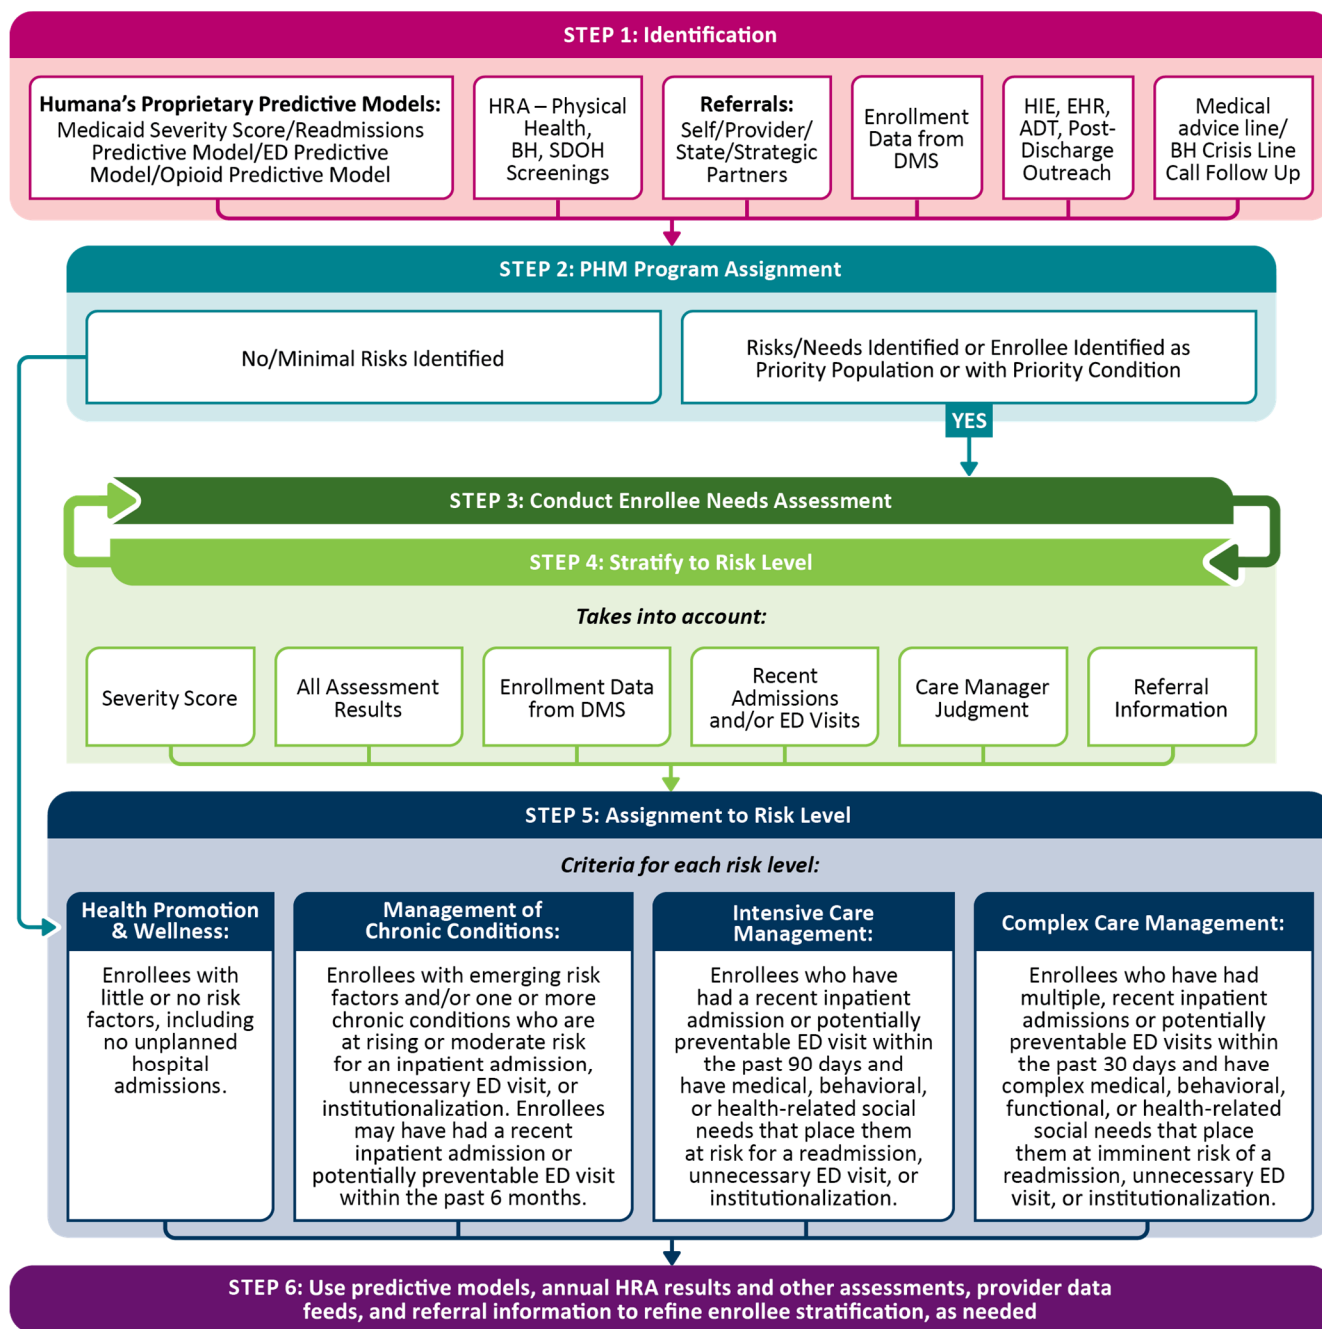 STEP 1: Identification
Humana’s Proprietary Predictive Models:
Medicaid Severity Score/Readmissions
Predictive Model/ED Predictive
Model/Opioid Predictive Model
HRA – Physical
Health,
BH, SDOH
Screenings
Referrals:
Self/Provider/
State/Strategic
Partners
Enrollment
Data from
DMS
HIE, EHR,
ADT, Post-
Discharge
Outreach
Medical
advice line/
BH Crisis Line
Call Follow Up
STEP 2: PHM Program Assignment
No/Minimal Risks Identified
Risks/Needs Identified or Enrollee Identified as
Priority Population or with Priority Condition
YES
STEP 3: Conduct Enrollee Needs Assessment
STEP 4: Stratify to Risk Level
Takes into account:
Severity Score
All Assessment
Results
Enrollment Data
from DMS
Recent
Admissions
and/or ED Visits
Care Manager
Judgment
Referral
Information
STEP 5: Assignment to Risk Level
Criteria for each risk level:
Health Promotion
& Wellness:
Enrollees with
little or no risk
factors, including
no unplanned
hospital
admissions.
Management of
Chronic Conditions:
Enrollees with emerging risk
factors and/or one or more
chronic conditions who are
at rising or moderate risk
for an inpatient admission,
unnecessary ED visit, or
institutionalization. Enrollees
may have had a recent
inpatient admission or
potentially preventable ED visit
within the past 6 months.
Intensive Care
Management:
Enrollees who have
had a recent inpatient
admission or potentially
preventable ED visit within
the past 90 days and
have medical, behavioral,
or health-related social
needs that place them
at risk for a readmission,
unnecessary ED visit, or
institutionalization.
Complex Care Management:
Enrollees who have had
multiple, recent inpatient
admissions or potentially
preventable ED visits within
the past 30 days and have
complex medical, behavioral,
functional, or health-related
social needs that place
them at imminent risk of a
readmission, unnecessary ED
visit, or institutionalization.
STEP 6: Use predictive models, annual HRA results and other assessments, provider data
feeds, and referral information to refine enrollee stratification, as needed